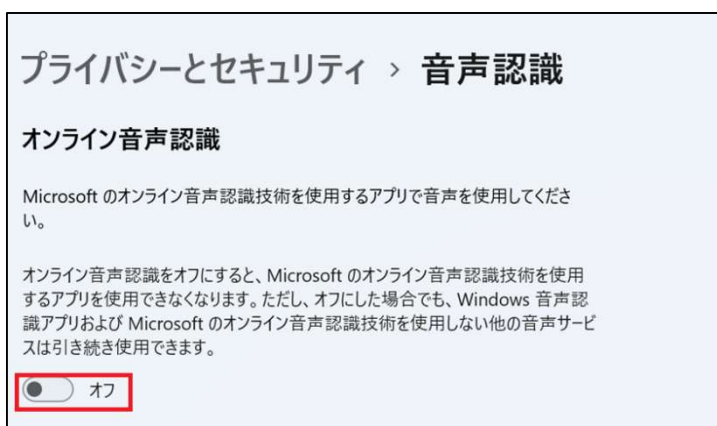 プライバシーとセキュリティ › 音声認識
オンライン音声認識
Microsoft のオンライン音声認識技術を使用するアプリで音声を使用してくださ
い。
オンライン音声認識をオフにすると、Microsoft のオンライン音声認識技術を使用
するアプリを使用できなくなります。ただし、オフにした場合でも、Windows 音声認
識アプリおよび Microsoft のオンライン音声認識技術を使用しない他の音声サービ
スは引き続き使用できます。
オフ